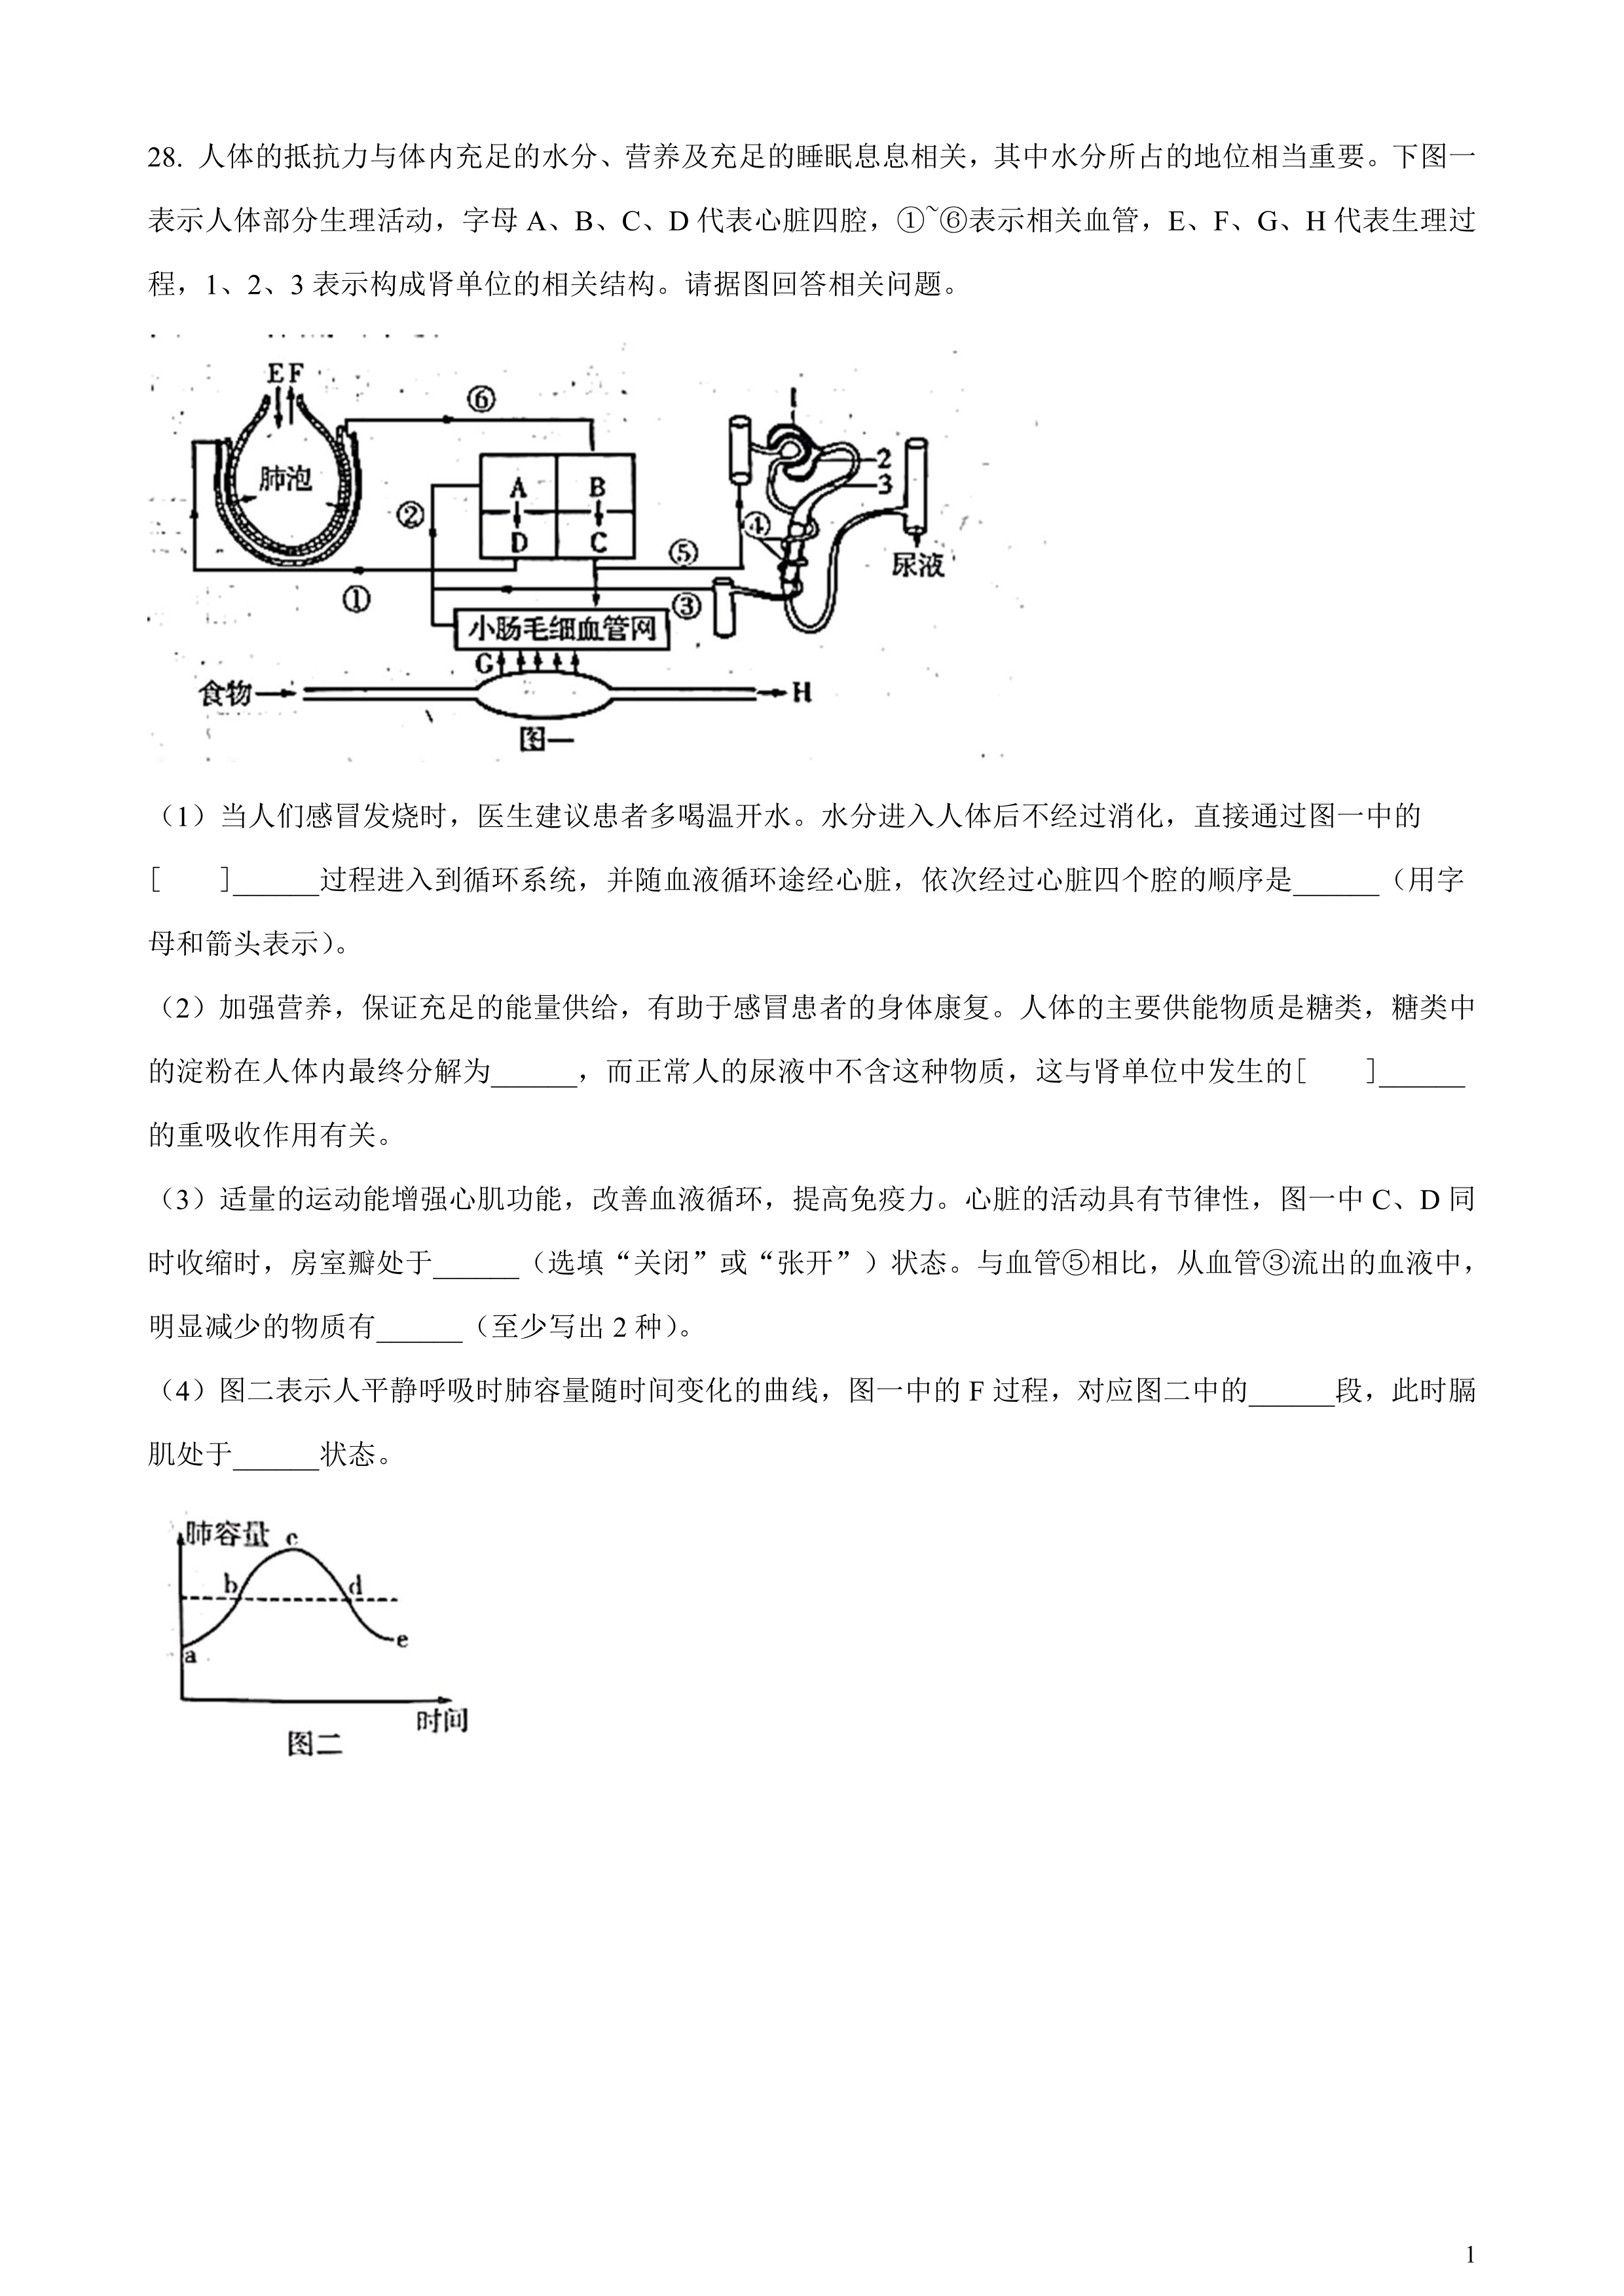 28. 人体的抵抗力与体内充足的水分、营养及充足的睡眠息息相关，其中水分所占的地位相当重要。下图一
表示人体部分生理活动，字母 A、B、C、D 代表心脏四腔，①~⑥表示相关血管，E、F、G、H 代表生理过
程，1、2、3 表示构成肾单位的相关结构。请据图回答相关问题。
E F
⑥
1
肺泡
A B
2
3
②
④
D C
⑤
尿液
①
③
小肠毛细血管网
G
食物
H
图一
（1）当人们感冒发烧时，医生建议患者多喝温开水。水分进入人体后不经过消化，直接通过图一中的
[　　]______过程进入到循环系统，并随血液循环途经心脏，依次经过心脏四个腔的顺序是______（用字
母和箭头表示）。
（2）加强营养，保证充足的能量供给，有助于感冒患者的身体康复。人体的主要供能物质是糖类，糖类中
的淀粉在人体内最终分解为______，而正常人的尿液中不含这种物质，这与肾单位中发生的[　　]______
的重吸收作用有关。
（3）适量的运动能增强心肌功能，改善血液循环，提高免疫力。心脏的活动具有节律性，图一中 C、D 同
时收缩时，房室瓣处于______（选填“关闭”或“张开”）状态。与血管⑤相比，从血管③流出的血液中，
明显减少的物质有______（至少写出 2 种）。
（4）图二表示人平静呼吸时肺容量随时间变化的曲线，图一中的 F 过程，对应图二中的______段，此时膈
肌处于______状态。
肺容量 c
b d
e
a
时间
图二
1